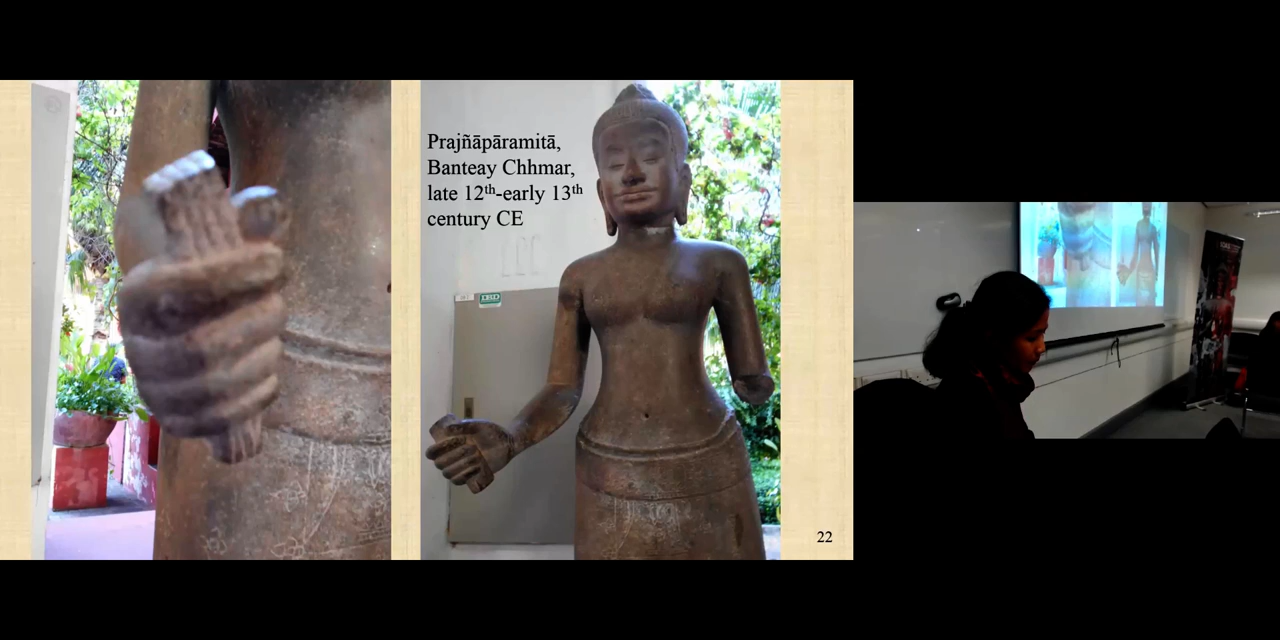 Prajñāpāramitā,
Banteay Chhmar,
late 12th-early 13th
century CE
22